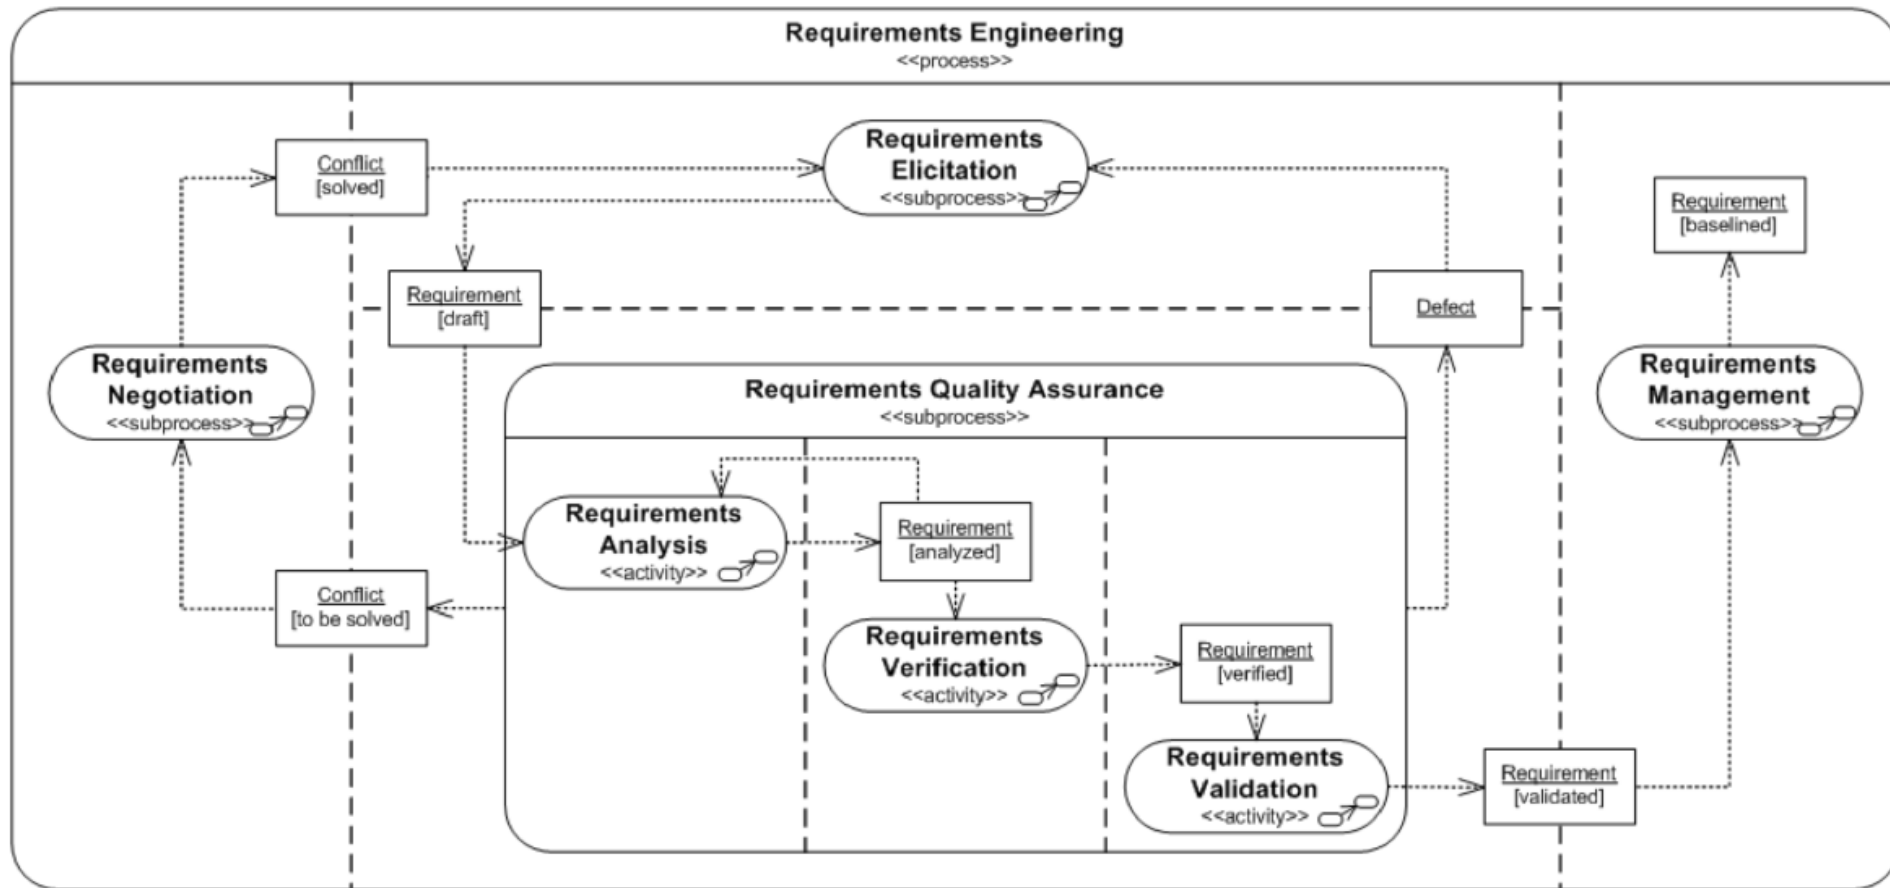 Requirements Engineering
<<process>>
Conflict
[solved]
Requirements
Elicitation
<<subprocess>>
Requirement
[baselined]
Requirement
[draft]
Defect
Requirements
Negotiation
<<subprocess>>
Requirements Quality Assurance
<<subprocess>>
Requirements
Management
<<subprocess>>
Requirements
Analysis
<<activity>>
Requirement
[analyzed]
Conflict
[to be solved]
Requirements
Verification
<<activity>>
Requirement
[verified]
Requirements
Validation
<<activity>>
Requirement
[validated]